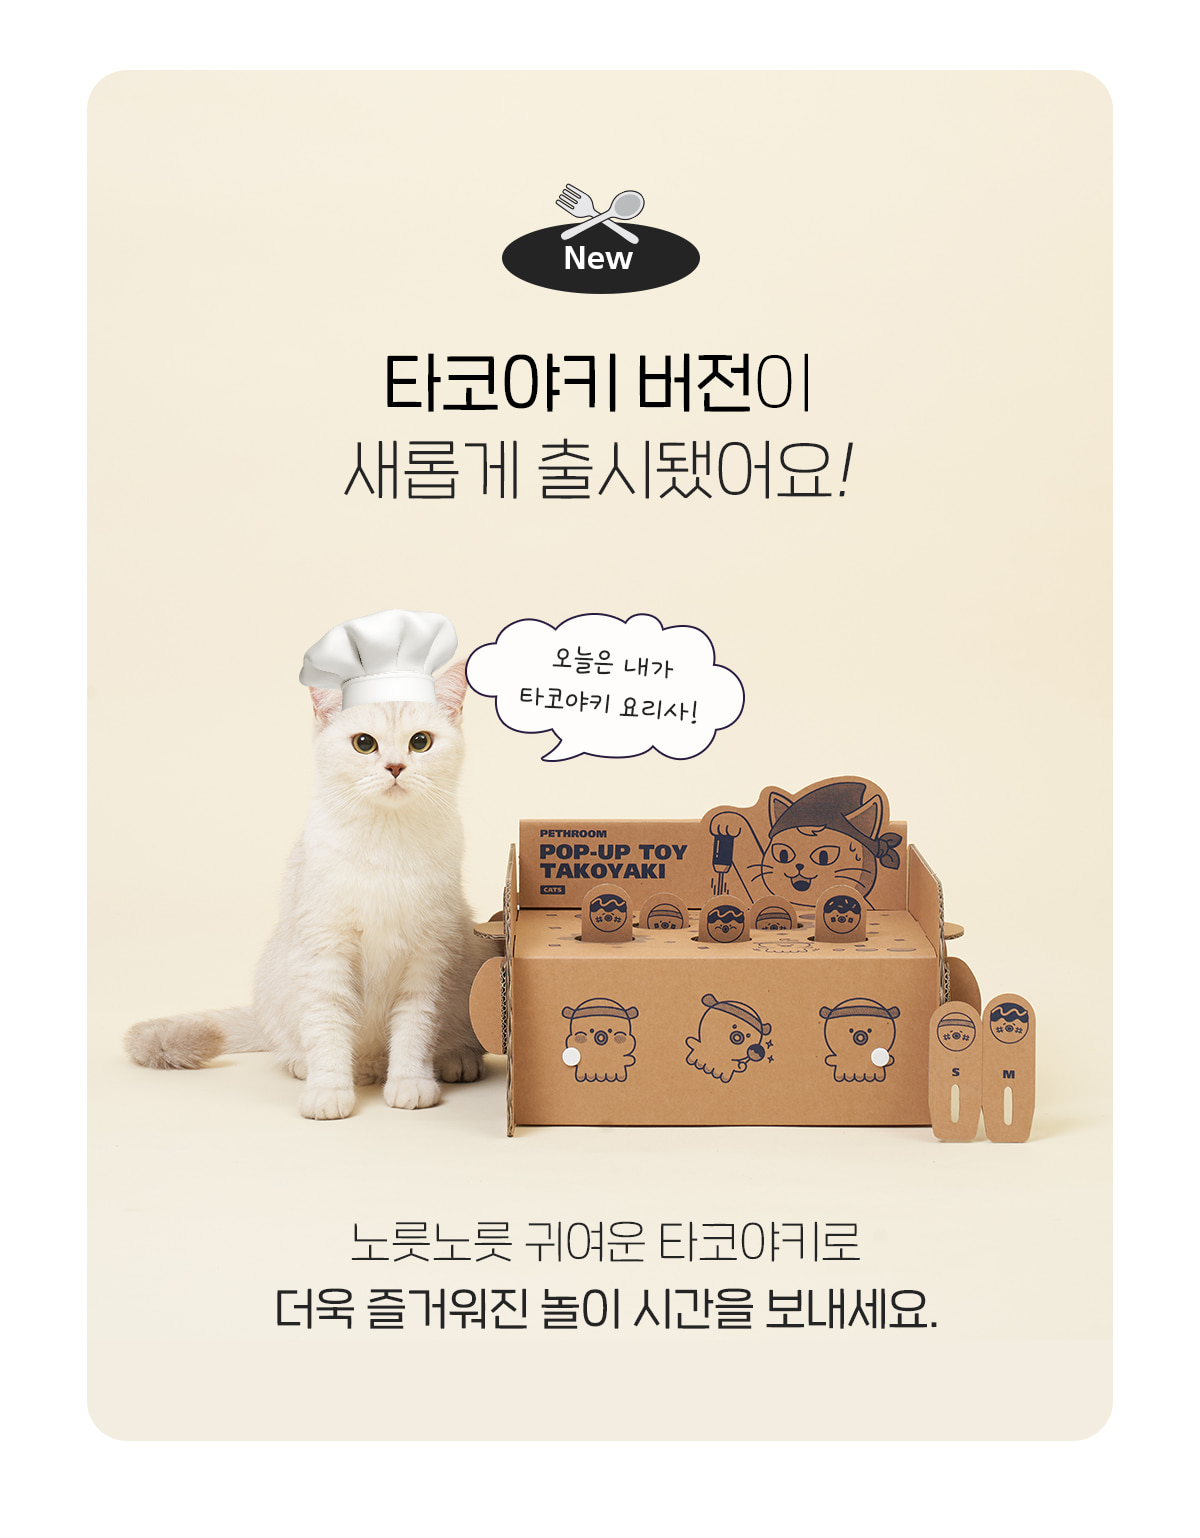 New
타코야키 버전이
새롭게 출시됐어요!
오늘은 내가
타코야키 요리사!
PETHROOM
POP-UP TOY
TAKOYAKI
CATS
S
M
노릇노릇 귀여운 타코야키로
더욱 즐거워진 놀이 시간을 보내세요.